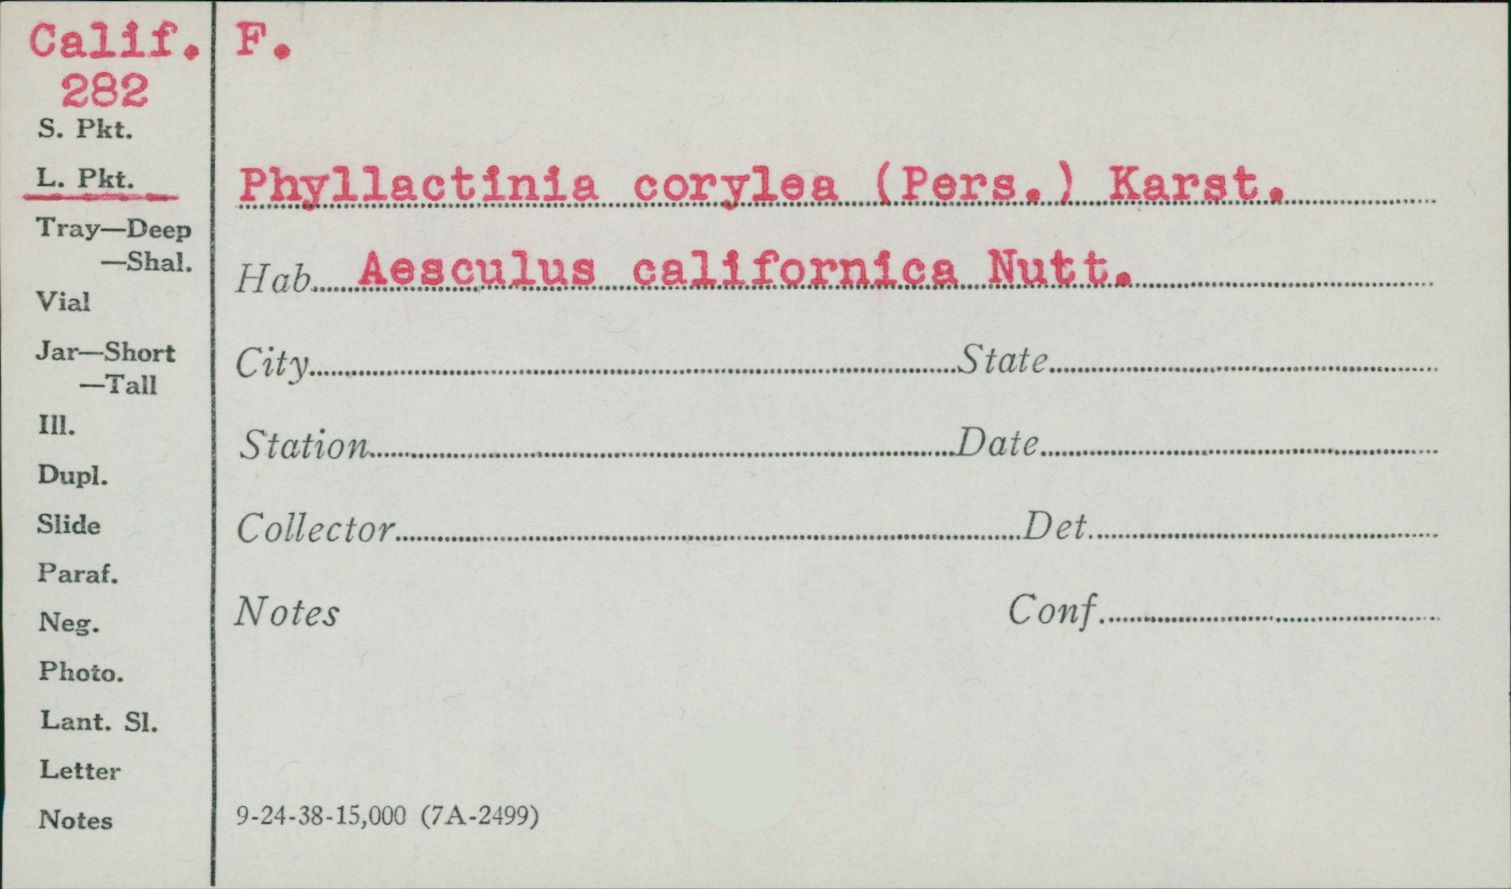 Calif.
282
S. Pkt.
L. Pkt.
Tray—Deep
—Shal.
Vial
Jar—Short
—Tall
Ill.
Dupl.
Slide
Paraf.
Neg.
Photo.
Lant. Sl.
Letter
Notes
F.
Phyllactinia corylea (Pers.) Karst.
Hab. Aesculus californica Nutt.
City State
Station Date
Collector Det.
Notes Conf.
9-24-38-15,000 (7A-2499)